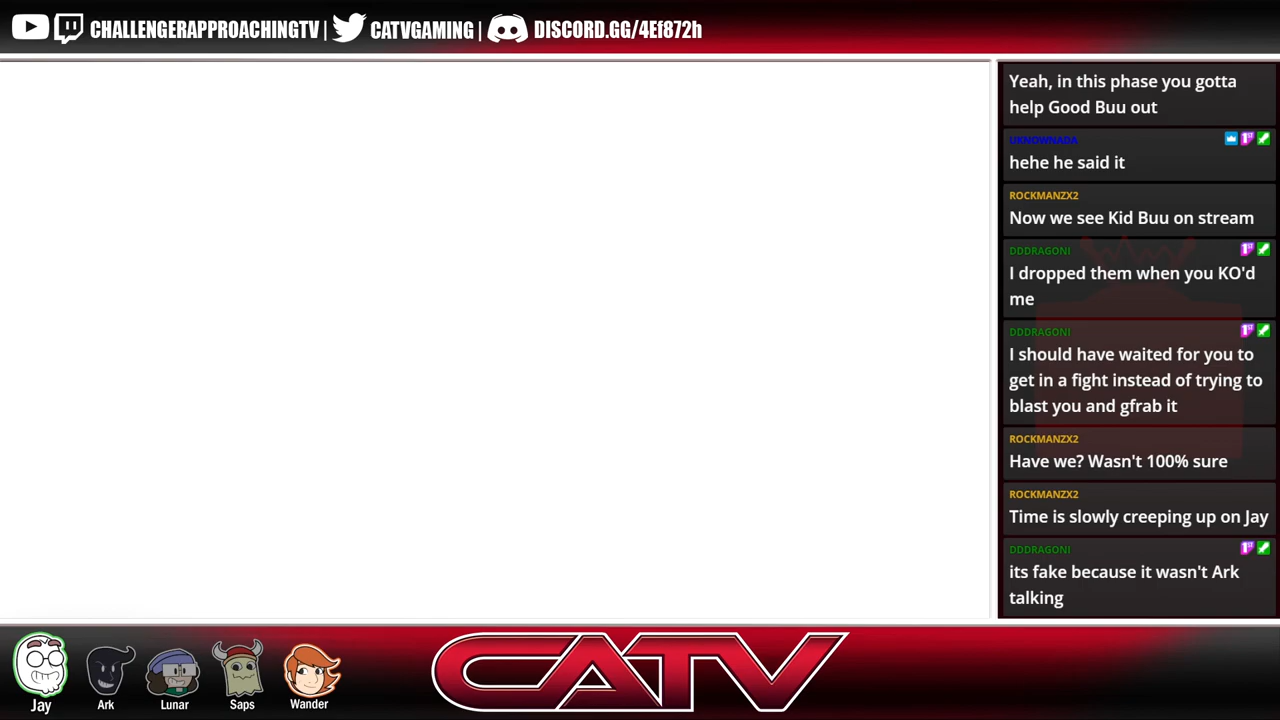 CHALLENGERAPPROACHINGTV | CATVGAMING | DISCORD.GG/4Ef872h
Yeah, in this phase you gotta
help Good Buu out
UKNOWNADA
hehe he said it
ROCKMANZX2
Now we see Kid Buu on stream
DDDRAGONI
I dropped them when you KO'd
me
DDDRAGONI
I should have waited for you to
get in a fight instead of trying to
blast you and gfrab it
ROCKMANZX2
Have we? Wasn't 100% sure
ROCKMANZX2
Time is slowly creeping up on Jay
DDDRAGONI
its fake because it wasn't Ark
talking
Jay Ark Lunar Saps Wander
CATV